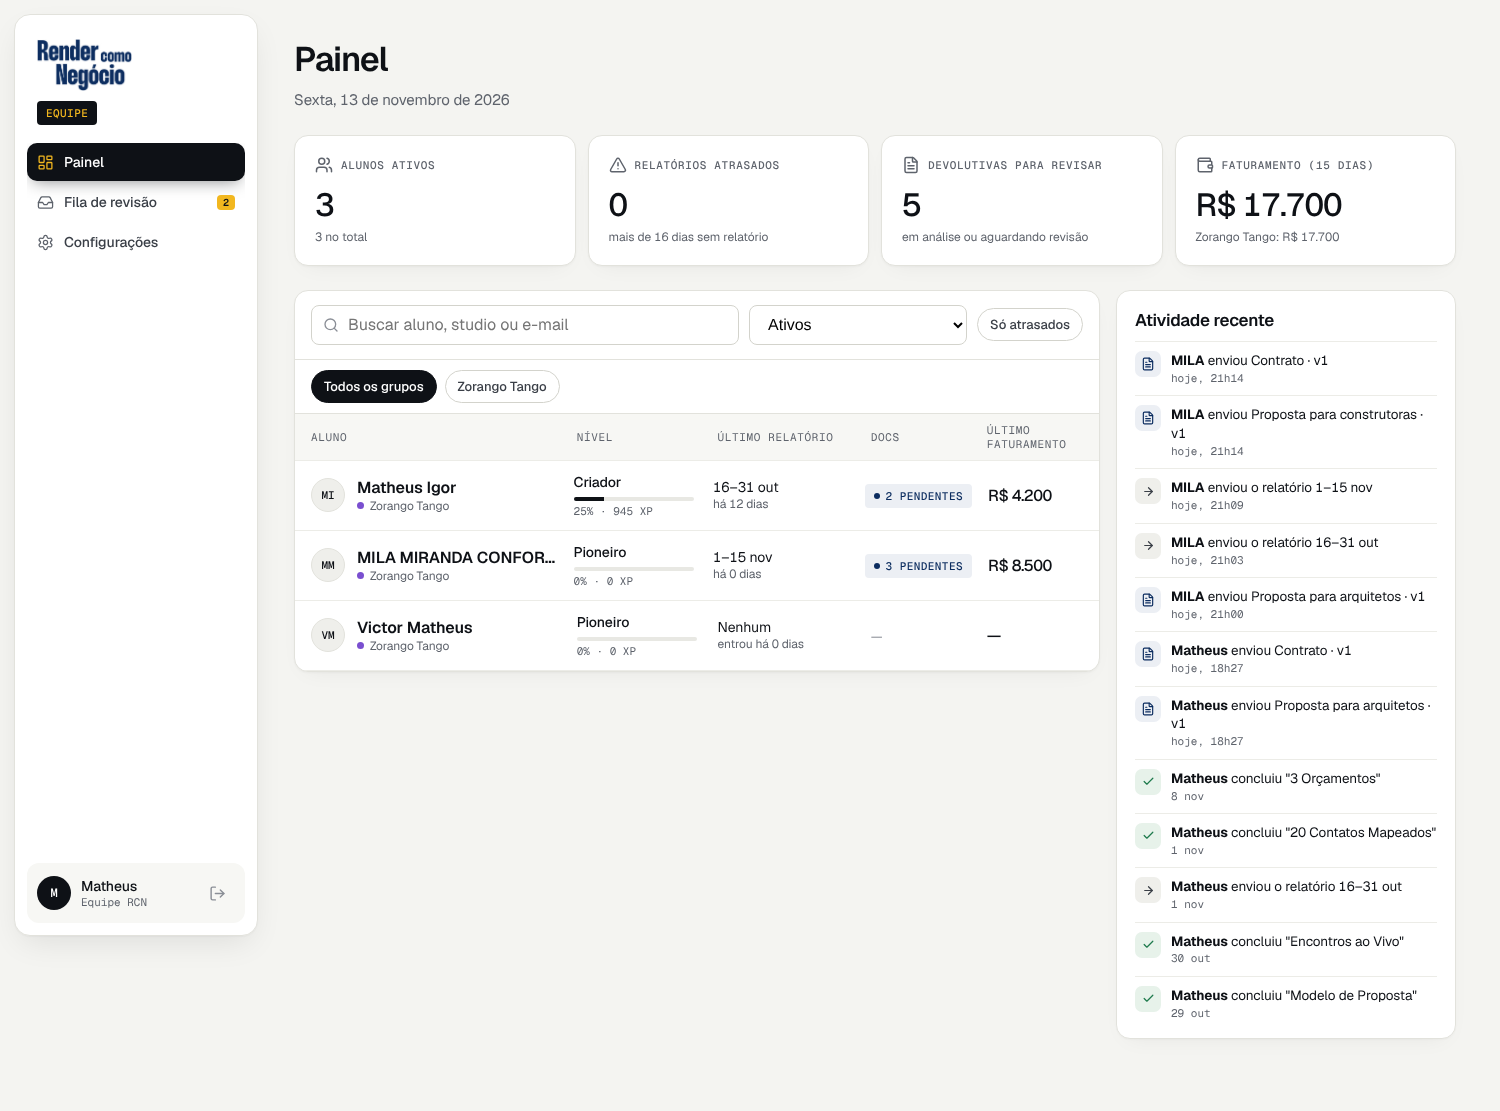 Render como
Negócio
EQUIPE
Painel
Fila de revisão 2
Configurações
M
Matheus
Equipe RCN
Painel
Sexta, 13 de novembro de 2026
ALUNOS ATIVOS
3
3 no total
RELATÓRIOS ATRASADOS
0
mais de 16 dias sem relatório
DEVOLUTIVAS PARA REVISAR
5
em análise ou aguardando revisão
FATURAMENTO (15 DIAS)
R$ 17.700
Zorango Tango: R$ 17.700
Buscar aluno, studio ou e-mail
Ativos
Só atrasados
Todos os grupos
Zorango Tango
ALUNO
NÍVEL
ÚLTIMO RELATÓRIO
DOCS
ÚLTIMO
FATURAMENTO
MI
Matheus Igor
Zorango Tango
Criador
25% · 945 XP
16–31 out
há 12 dias
2 PENDENTES
R$ 4.200
MM
MILA MIRANDA CONFOR...
Zorango Tango
Pioneiro
0% · 0 XP
1–15 nov
há 0 dias
3 PENDENTES
R$ 8.500
VM
Victor Matheus
Zorango Tango
Pioneiro
0% · 0 XP
Nenhum
entrou há 0 dias
—
—
Atividade recente
MILA enviou Contrato · v1
hoje, 21h14
MILA enviou Proposta para construtoras ·
v1
hoje, 21h14
MILA enviou o relatório 1–15 nov
hoje, 21h09
MILA enviou o relatório 16–31 out
hoje, 21h03
MILA enviou Proposta para arquitetos · v1
hoje, 21h00
Matheus enviou Contrato · v1
hoje, 18h27
Matheus enviou Proposta para arquitetos ·
v1
hoje, 18h27
Matheus concluiu "3 Orçamentos"
8 nov
Matheus concluiu "20 Contatos Mapeados"
1 nov
Matheus enviou o relatório 16–31 out
1 nov
Matheus concluiu "Encontros ao Vivo"
30 out
Matheus concluiu "Modelo de Proposta"
29 out